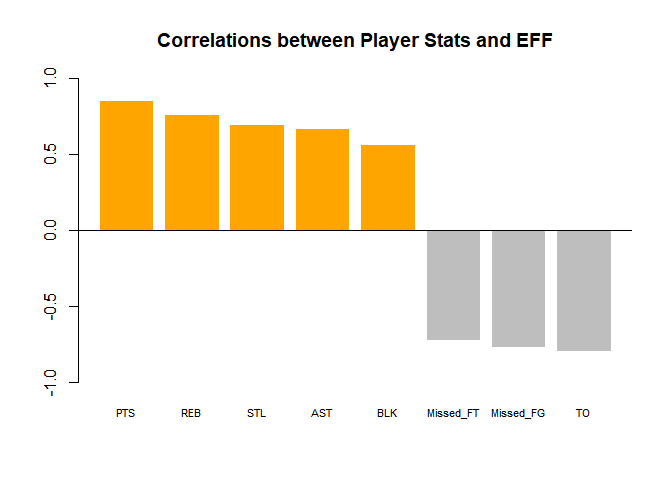 Correlations between Player Stats and EFF
1.0
0.5
0.0
-0.5
-1.0
PTS REB STL AST BLK Missed_FT Missed_FG TO